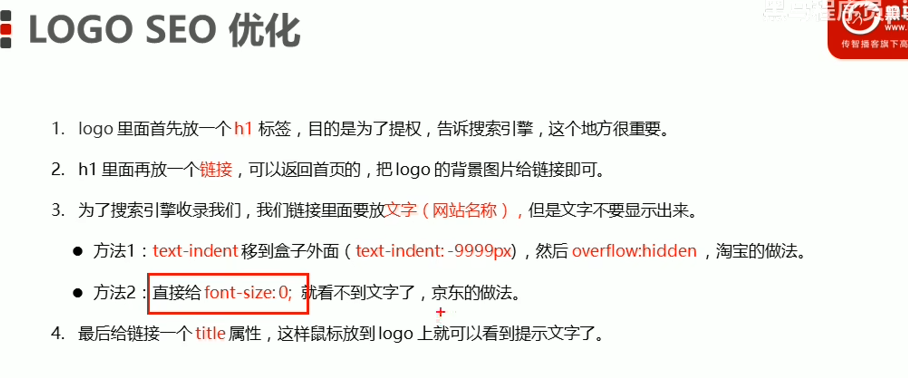 LOGO SEO 优化
程序员
www.
传智播客旗下高
1. logo 里面首先放一个 h1 标签，目的是为了提权，告诉搜索引擎，这个地方很重要。
2. h1 里面再放一个链接，可以返回首页的，把 logo 的背景图片给链接即可。
3. 为了搜索引擎收录我们，我们链接里面要放文字（网站名称），但是文字不要显示出来。
● 方法1：text-indent 移到盒子外面（text-indent: -9999px)，然后 overflow:hidden ，淘宝的做法。
● 方法2：直接给 font-size: 0; 就看不到文字了，京东的做法。
4. 最后给链接一个 title 属性，这样鼠标放到 logo 上就可以看到提示文字了。